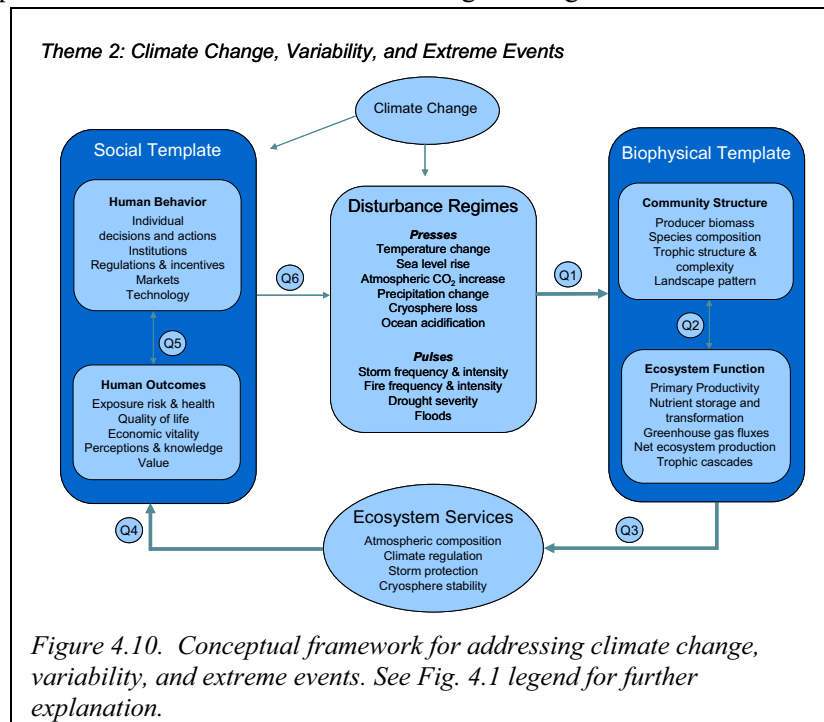 Theme 2: Climate Change, Variability, and Extreme Events
Climate Change
Social Template
Human Behavior
Individual
decisions and actions
Institutions
Regulations & incentives
Markets
Technology
Q5
Human Outcomes
Exposure risk & health
Quality of life
Economic vitality
Perceptions & knowledge
Value
Q6
Disturbance Regimes
Presses
Temperature change
Sea level rise
Atmospheric CO2 increase
Precipitation change
Cryosphere loss
Ocean acidification
Pulses
Storm frequency & intensity
Fire frequency & intensity
Drought severity
Floods
Q1
Biophysical Template
Community Structure
Producer biomass
Species composition
Trophic structure &
complexity
Landscape pattern
Q2
Ecosystem Function
Primary Productivity
Nutrient storage and
transformation
Greenhouse gas fluxes
Net ecosystem production
Trophic cascades
Q4
Ecosystem Services
Atmospheric composition
Climate regulation
Storm protection
Cryosphere stability
Q3
Figure 4.10. Conceptual framework for addressing climate change,
variability, and extreme events. See Fig. 4.1 legend for further
explanation.